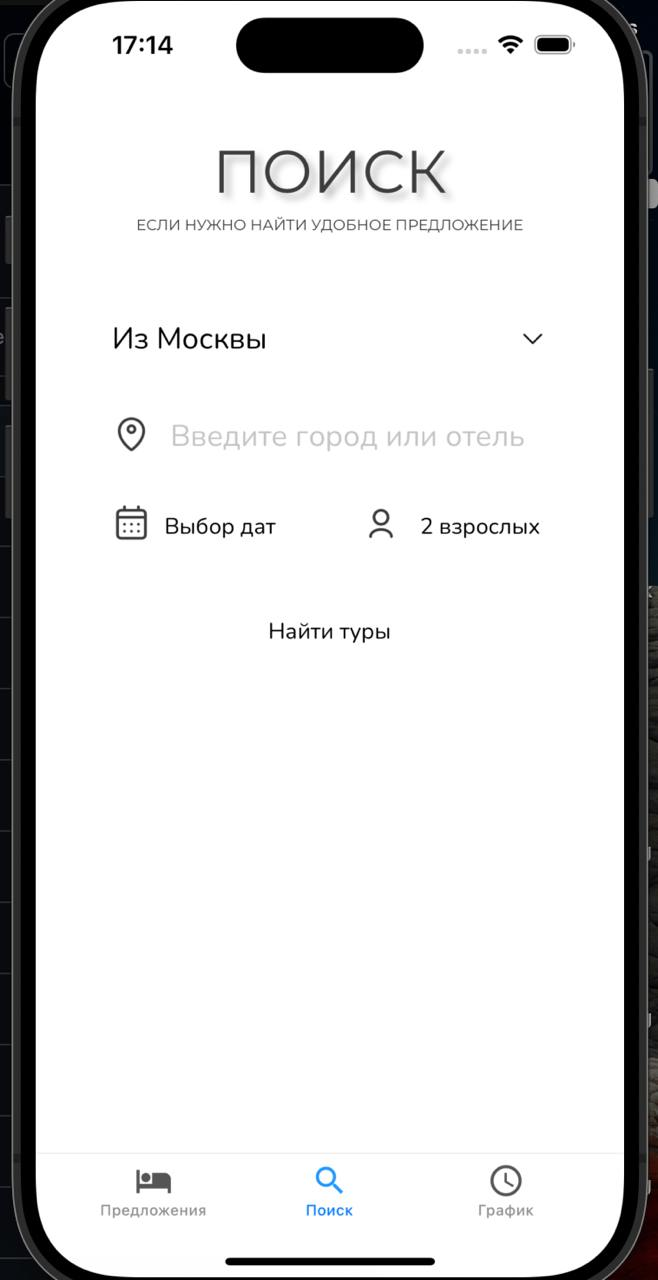 17:14
ПОИСК
ЕСЛИ НУЖНО НАЙТИ УДОБНОЕ ПРЕДЛОЖЕНИЕ
Из Москвы
Введите город или отель
Выбор дат
2 взрослых
Найти туры
Предложения
Поиск
График